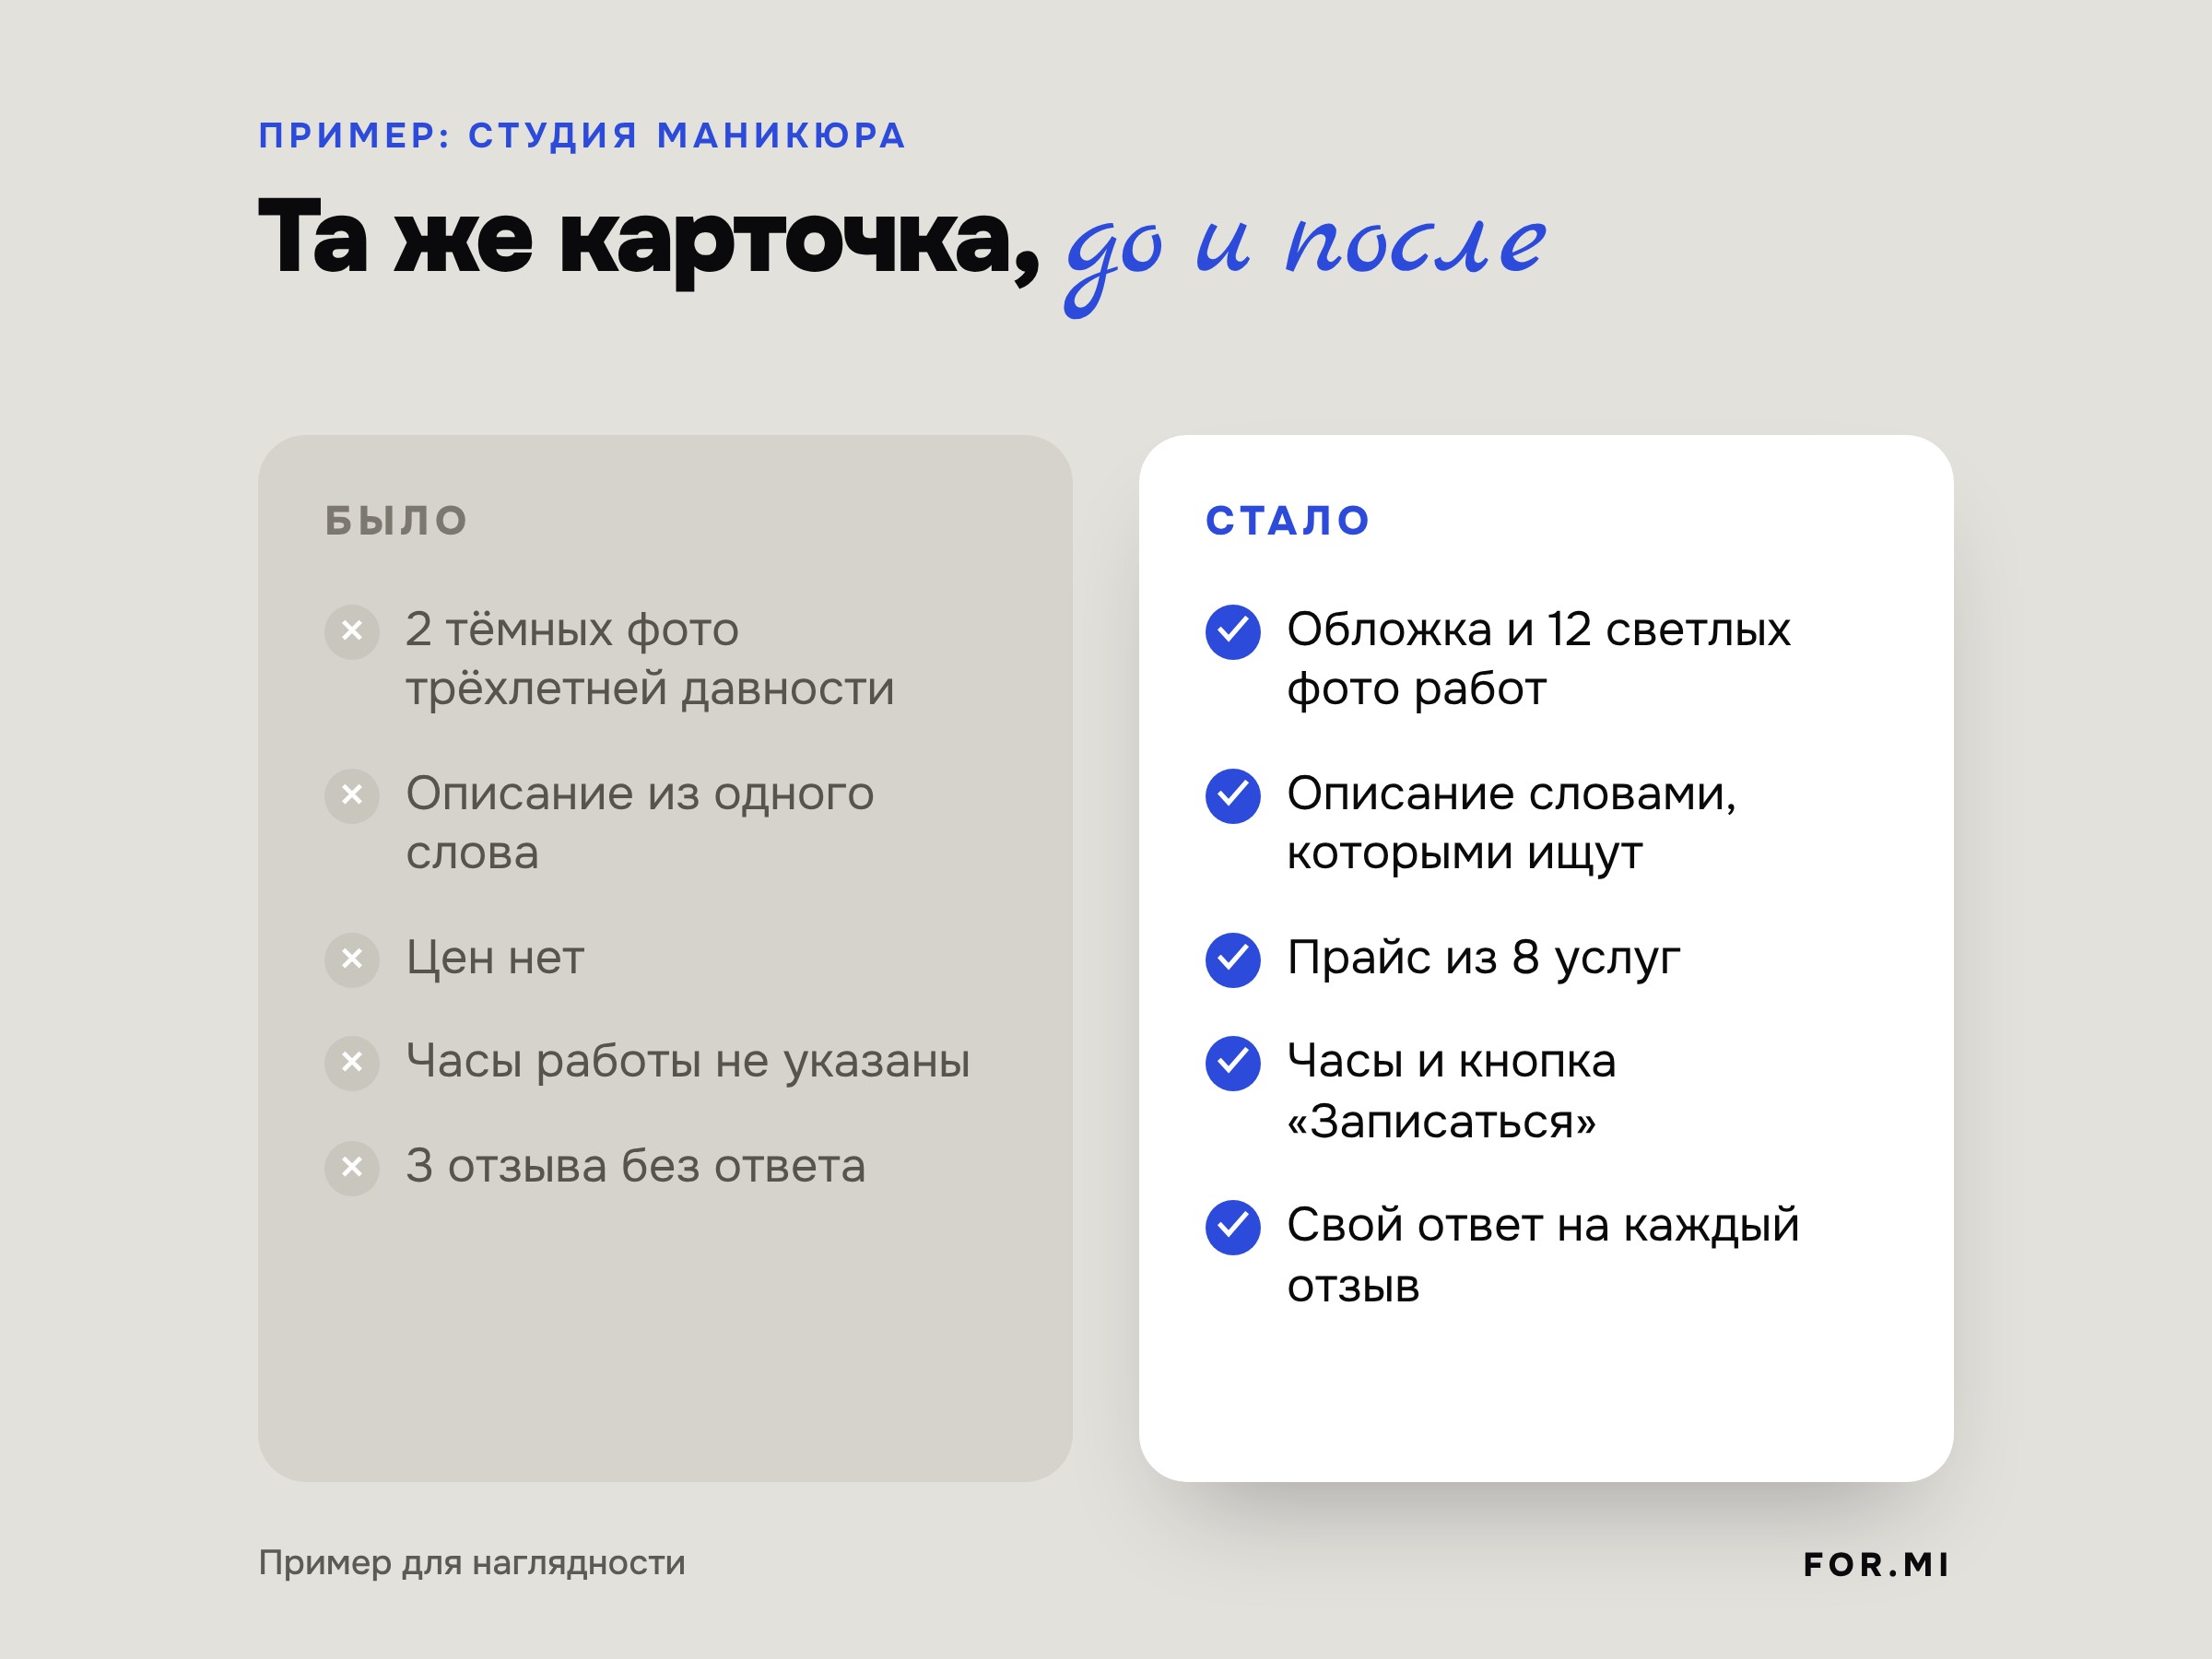 ПРИМЕР: СТУДИЯ МАНИКЮРА
Та же карточка, до и после
БЫЛО
2 тёмных фото
трёхлетней давности
Описание из одного
слова
Цен нет
Часы работы не указаны
3 отзыва без ответа
СТАЛО
Обложка и 12 светлых
фото работ
Описание словами,
которыми ищут
Прайс из 8 услуг
Часы и кнопка
«Записаться»
Свой ответ на каждый
отзыв
Пример для наглядности
FOR.MI